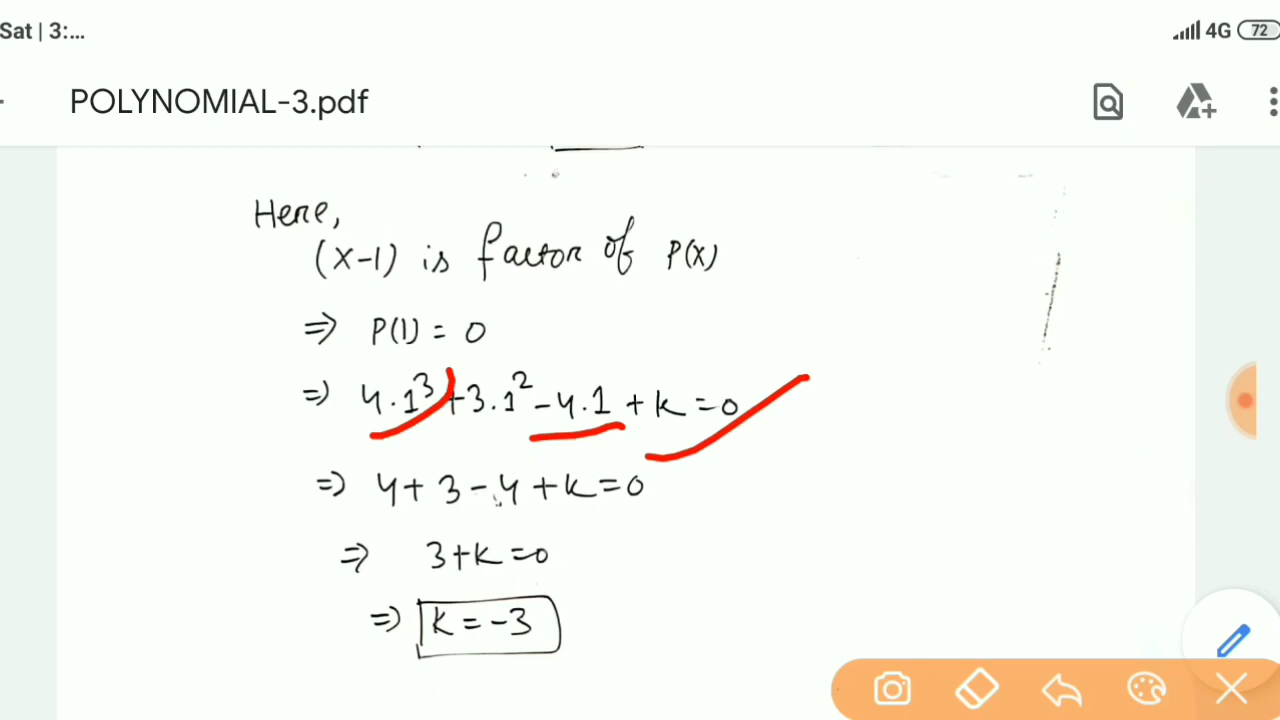 Sat | 3:...
4G 72
POLYNOMIAL-3.pdf
Here,
(x-1) is factor of P(x)
⇒ P(1) = 0
⇒ 4·1³+3·1²-4·1+k=0
⇒ 4+3-4+k=0
⇒ 3+k=0
⇒ k=-3